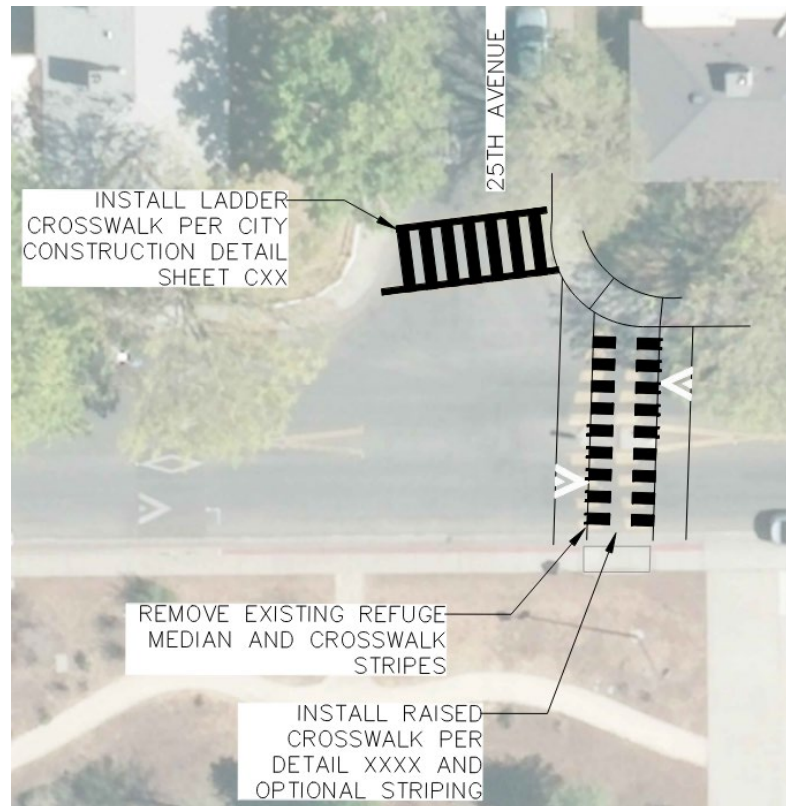 25TH AVENUE
INSTALL LADDER
CROSSWALK PER CITY
CONSTRUCTION DETAIL
SHEET CXX
REMOVE EXISTING REFUGE
MEDIAN AND CROSSWALK
STRIPES
INSTALL RAISED
CROSSWALK PER
DETAIL XXXX AND
OPTIONAL STRIPING